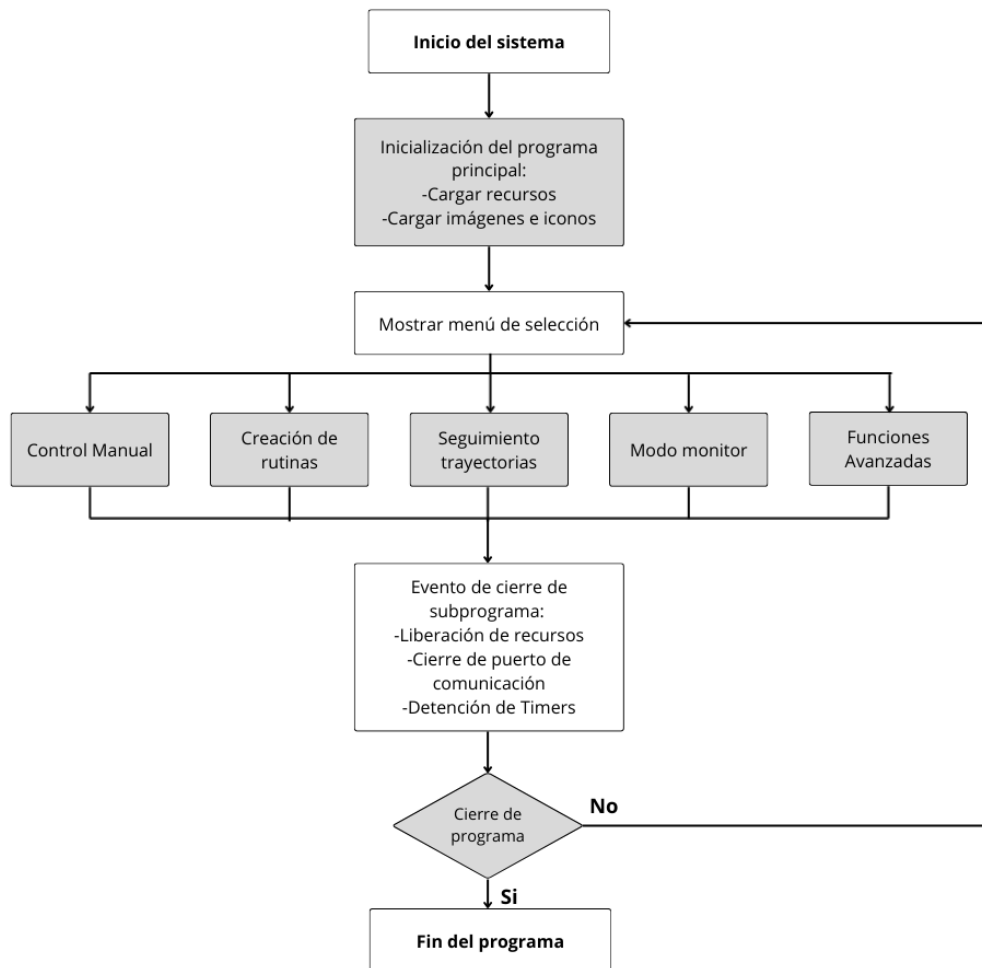 Inicio del sistema
Inicialización del programa
principal:
-Cargar recursos
-Cargar imágenes e iconos
Mostrar menú de selección
Control Manual
Creación de
rutinas
Seguimiento
trayectorias
Modo monitor
Funciones
Avanzadas
Evento de cierre de
subprograma:
-Liberación de recursos
-Cierre de puerto de
comunicación
-Detención de Timers
Cierre de
programa
No
Si
Fin del programa